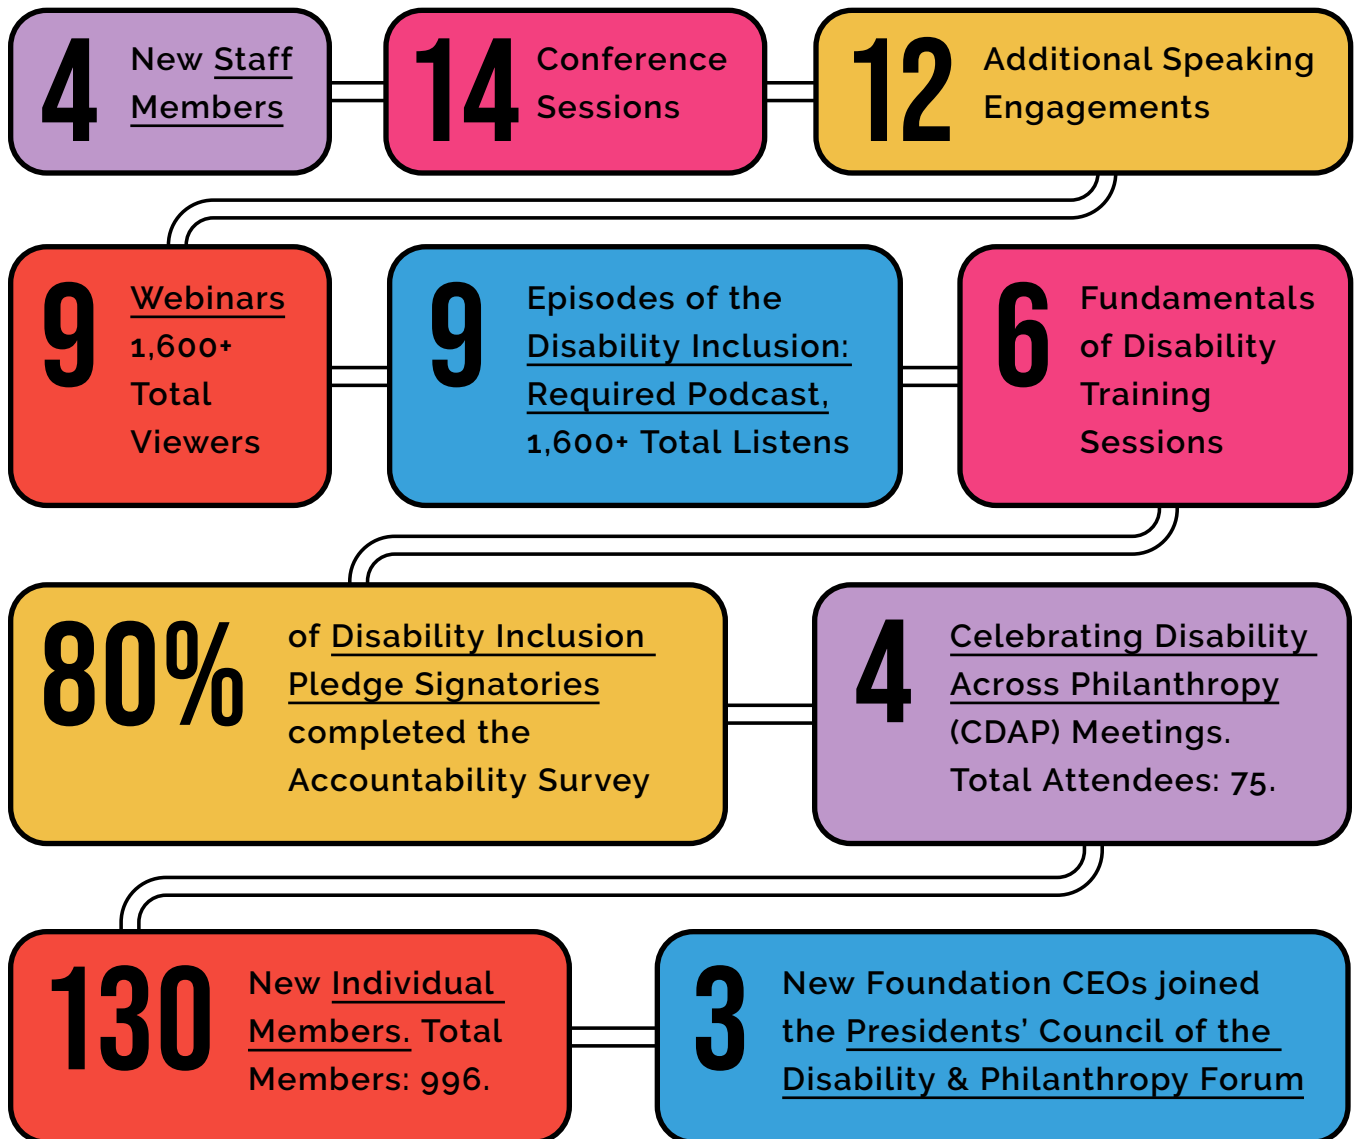 4
New Staff
Members
14
Conference
Sessions
12
Additional Speaking
Engagements
9
Webinars
1,600+
Total
Viewers
9
Episodes of the
Disability Inclusion:
Required Podcast,
1,600+ Total Listens
6
Fundamentals
of Disability
Training
Sessions
80%
of Disability Inclusion
Pledge Signatories
completed the
Accountability Survey
4
Celebrating Disability
Across Philanthropy
(CDAP) Meetings.
Total Attendees: 75.
130
New Individual
Members. Total
Members: 996.
3
New Foundation CEOs joined
the Presidents’ Council of the
Disability & Philanthropy Forum